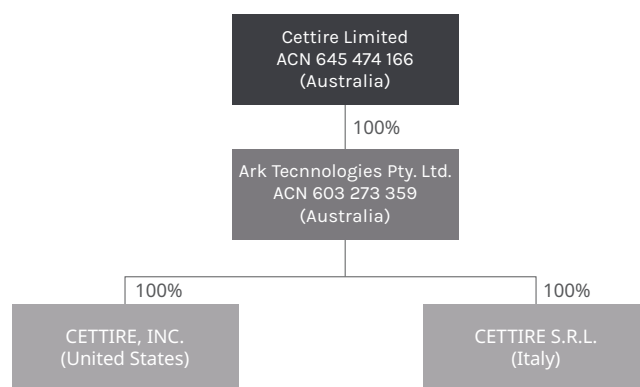 Cettire Limited
ACN 645 474 166
(Australia)
100%
Ark Tecnnologies Pty. Ltd.
ACN 603 273 359
(Australia)
100%
100%
CETTIRE, INC.
(United States)
CETTIRE S.R.L.
(Italy)